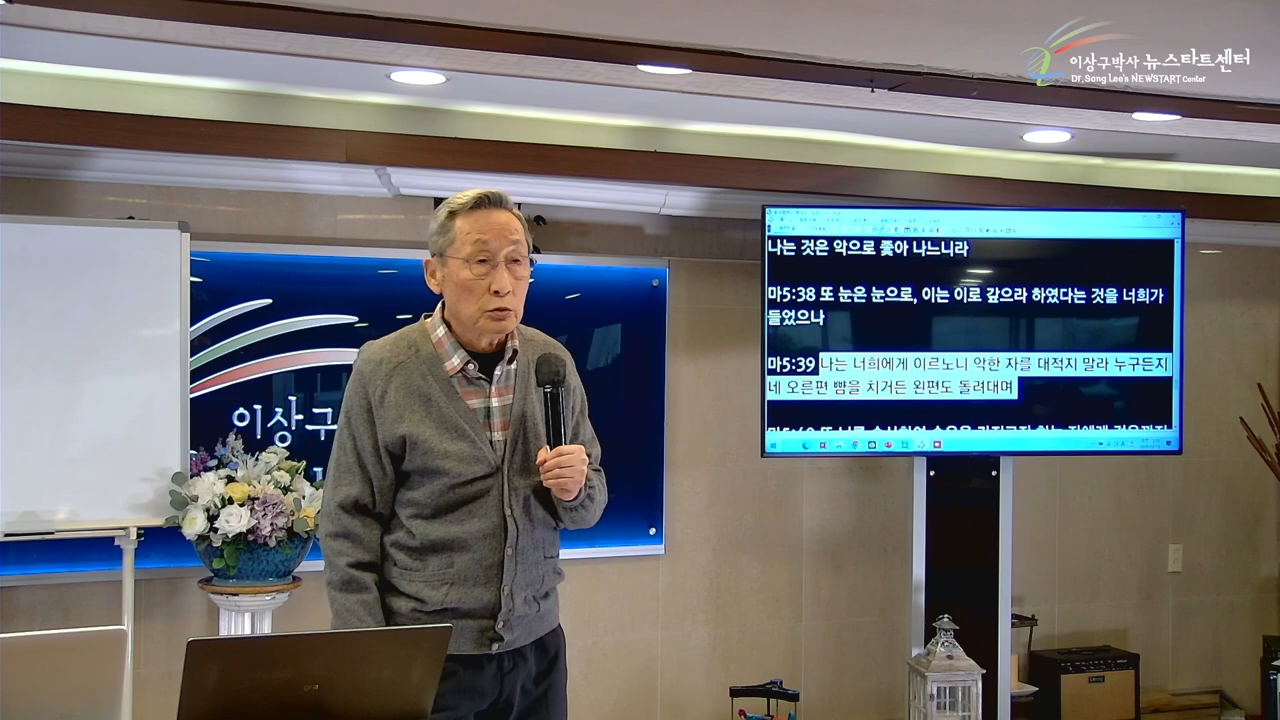 이상구박사 뉴스타트센터
Dr. Sang Lee's NEWSTART Center
나는 것은 악으로 좇아 나느니라
마5:38 또 눈은 눈으로, 이는 이로 갚으라 하였다는 것을 너희가
들었으나
마5:39 나는 너희에게 이르노니 악한 자를 대적지 말라 누구든지
네 오른편 뺨을 치거든 왼편도 돌려대며
이상구